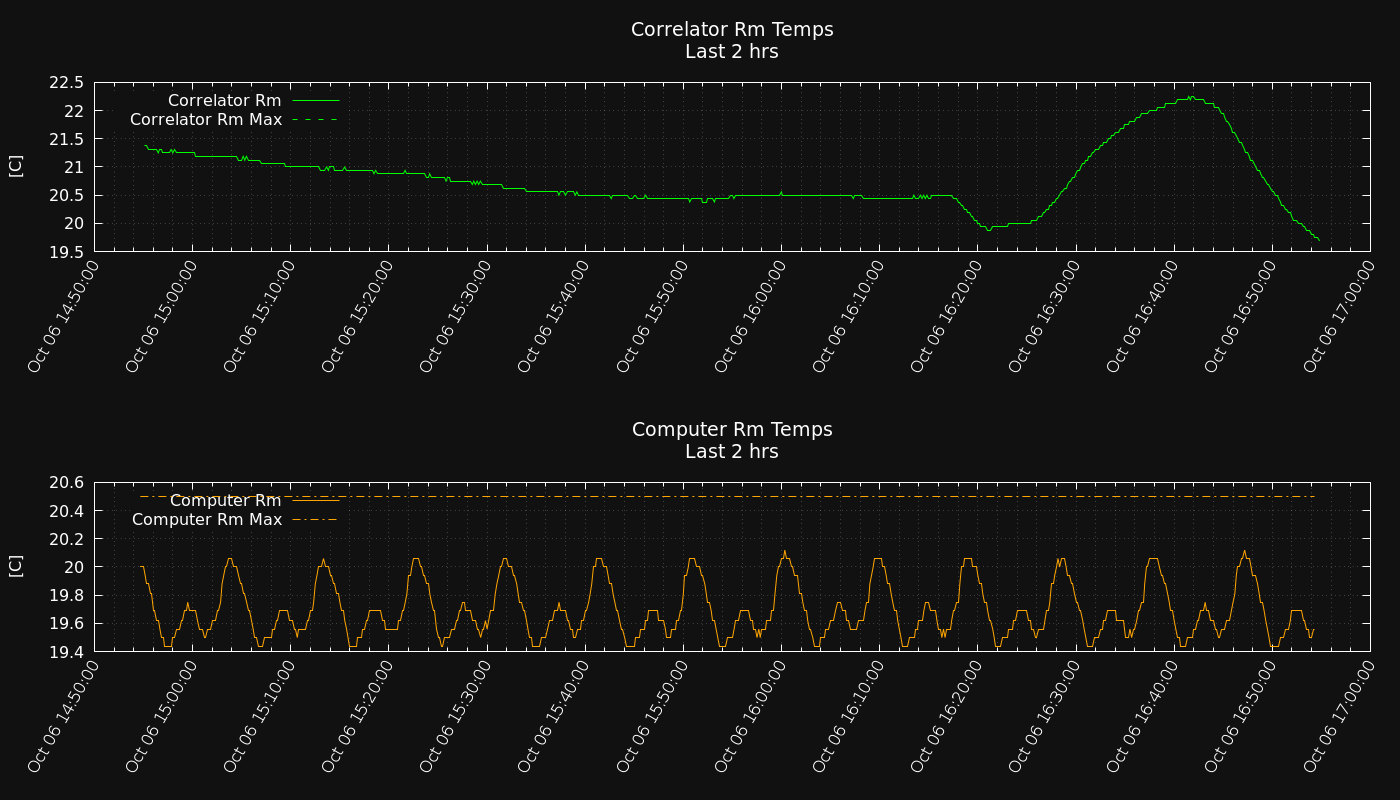 Correlator Rm Temps
Last 2 hrs
22.5
22
21.5
21
20.5
20
19.5
[C]
Correlator Rm
Correlator Rm Max
Oct 06 14:50:00
Oct 06 15:00:00
Oct 06 15:10:00
Oct 06 15:20:00
Oct 06 15:30:00
Oct 06 15:40:00
Oct 06 15:50:00
Oct 06 16:00:00
Oct 06 16:10:00
Oct 06 16:20:00
Oct 06 16:30:00
Oct 06 16:40:00
Oct 06 16:50:00
Oct 06 17:00:00
Computer Rm Temps
Last 2 hrs
20.6
20.4
20.2
20
19.8
19.6
19.4
[C]
Computer Rm
Computer Rm Max
Oct 06 14:50:00
Oct 06 15:00:00
Oct 06 15:10:00
Oct 06 15:20:00
Oct 06 15:30:00
Oct 06 15:40:00
Oct 06 15:50:00
Oct 06 16:00:00
Oct 06 16:10:00
Oct 06 16:20:00
Oct 06 16:30:00
Oct 06 16:40:00
Oct 06 16:50:00
Oct 06 17:00:00